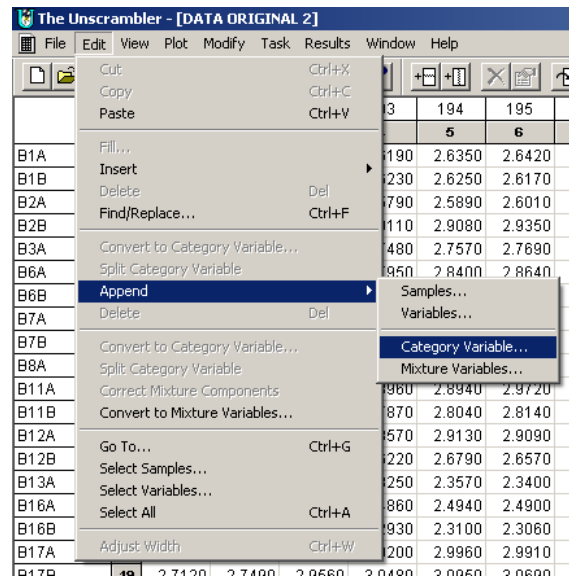 The Unscrambler - [DATA ORIGINAL 2]
File Edit View Plot Modify Task Results Window Help
Cut Ctrl+X
Copy Ctrl+C
Paste Ctrl+V
Fill...
Insert
Delete Del
Find/Replace... Ctrl+F
Convert to Category Variable...
Split Category Variable
Append
Delete Del
Convert to Category Variable...
Split Category Variable
Correct Mixture Components
Convert to Mixture Variables...
Go To... Ctrl+G
Select Samples...
Select Variables...
Select All Ctrl+A
Adjust Width Ctrl+W
Samples...
Variables...
Category Variable...
Mixture Variables...
194 195
5 6
B1A 2.6350 2.6420
B1B 2.6250 2.6170
B2A 2.5890 2.6010
B2B 2.9080 2.9350
B3A 2.7570 2.7690
B6A 2.8400 2.8640
B6B
B7A
B7B
B8A
B11A 2.8940 2.9720
B11B 2.8040 2.8140
B12A 2.9130 2.9090
B12B 2.6790 2.6570
B13A 2.3570 2.3400
B16A 2.4940 2.4900
B16B 2.3100 2.3060
B17A 2.9960 2.9910
B17B 19 2.7120 2.7490 2.9560 3.0490 3.0950 3.0690